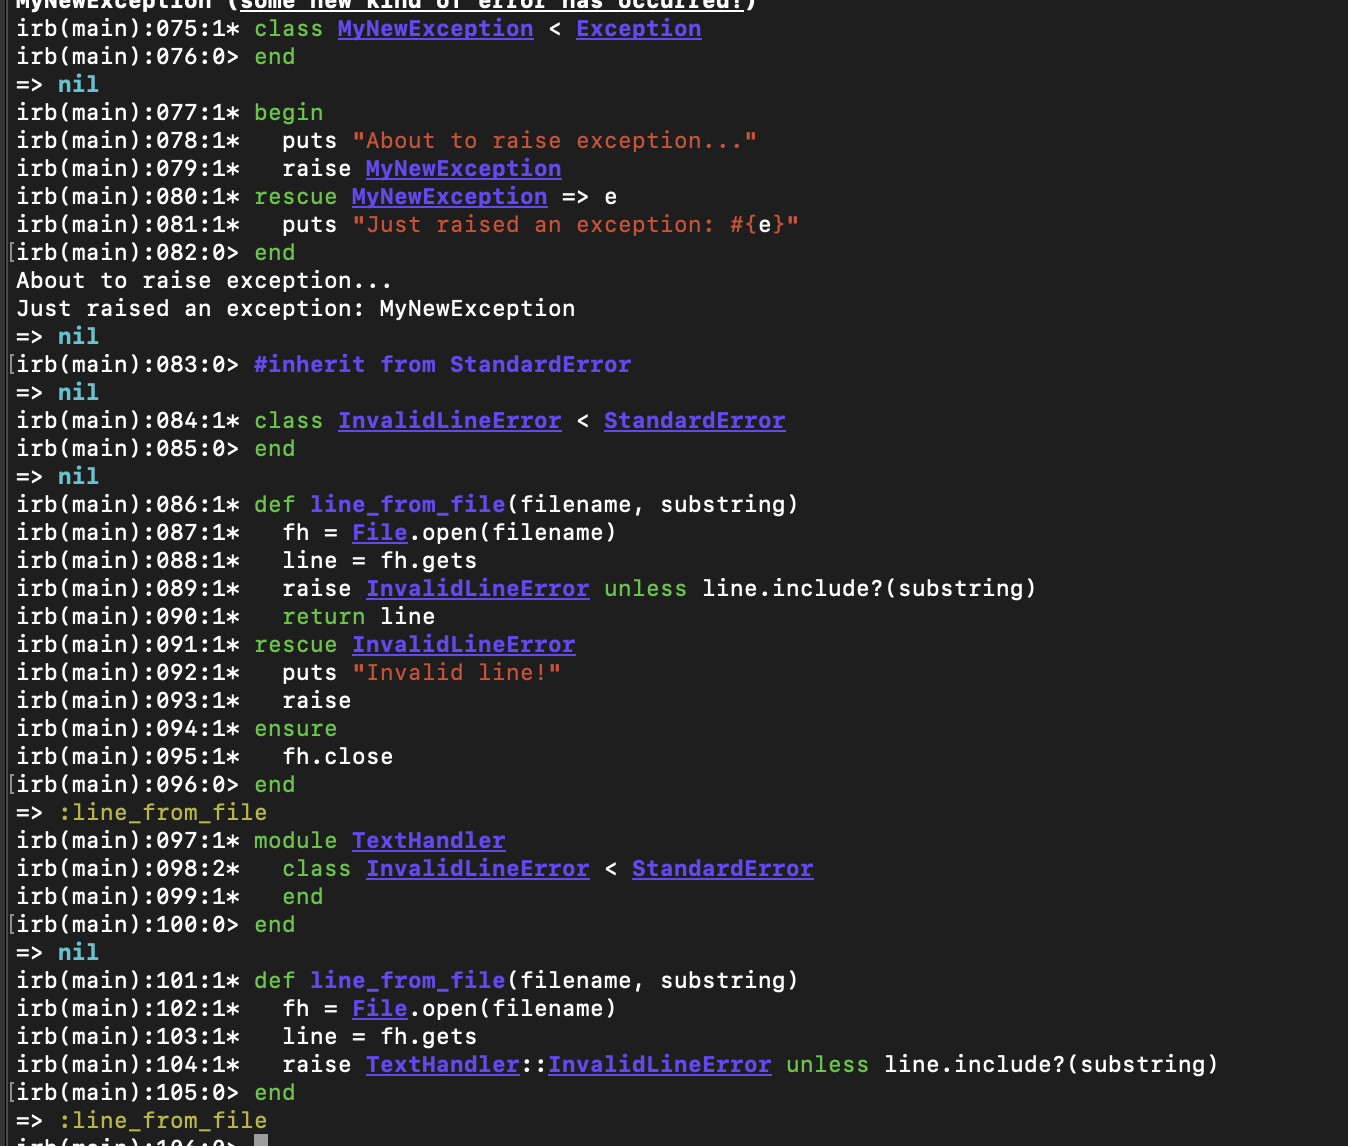 MyNewException (some new kind of error has occurred!)
irb(main):075:1* class MyNewException < Exception
irb(main):076:0> end
=> nil
irb(main):077:1* begin
irb(main):078:1*   puts "About to raise exception..."
irb(main):079:1*   raise MyNewException
irb(main):080:1* rescue MyNewException => e
irb(main):081:1*   puts "Just raised an exception: #{e}"
[irb(main):082:0> end
About to raise exception...
Just raised an exception: MyNewException
=> nil
[irb(main):083:0> #inherit from StandardError
=> nil
irb(main):084:1* class InvalidLineError < StandardError
irb(main):085:0> end
=> nil
irb(main):086:1* def line_from_file(filename, substring)
irb(main):087:1*   fh = File.open(filename)
irb(main):088:1*   line = fh.gets
irb(main):089:1*   raise InvalidLineError unless line.include?(substring)
irb(main):090:1*   return line
irb(main):091:1* rescue InvalidLineError
irb(main):092:1*   puts "Invalid line!"
irb(main):093:1*   raise
irb(main):094:1* ensure
irb(main):095:1*   fh.close
[irb(main):096:0> end
=> :line_from_file
irb(main):097:1* module TextHandler
irb(main):098:2*   class InvalidLineError < StandardError
irb(main):099:1*   end
[irb(main):100:0> end
=> nil
irb(main):101:1* def line_from_file(filename, substring)
irb(main):102:1*   fh = File.open(filename)
irb(main):103:1*   line = fh.gets
irb(main):104:1*   raise TextHandler::InvalidLineError unless line.include?(substring)
[irb(main):105:0> end
=> :line_from_file
irb(main):106:0>